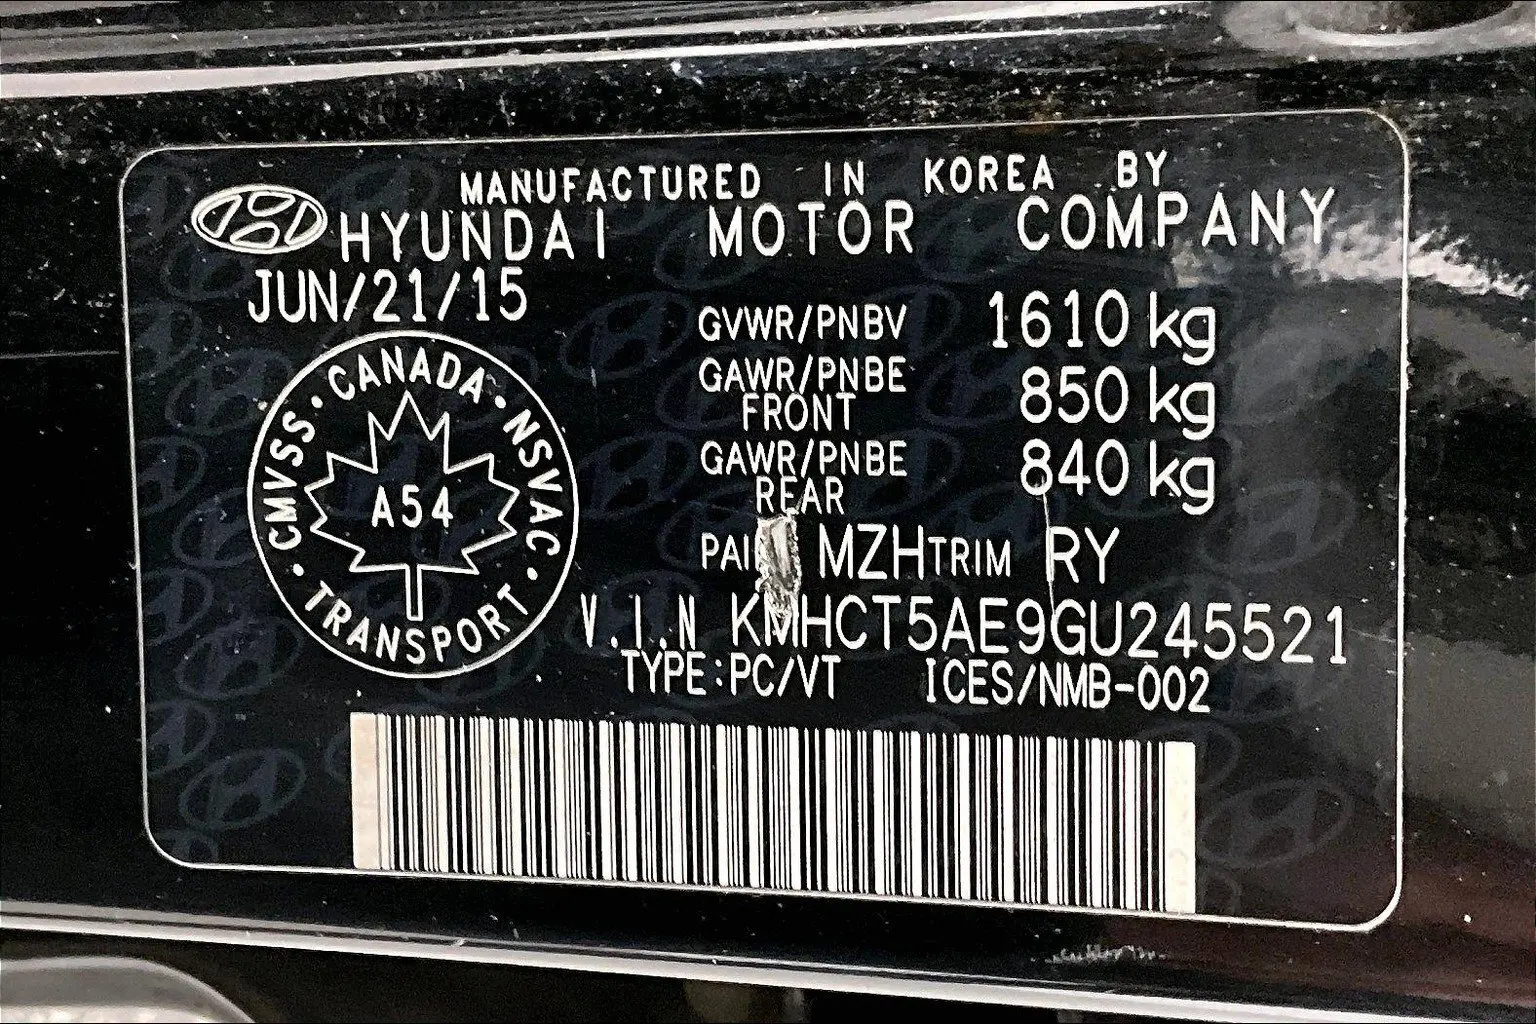 MANUFACTURED IN KOREA BY
HYUNDAI MOTOR COMPANY
JUN/21/15
GVWR/PNBV 1610 kg
GAWR/PNBE FRONT 850 kg
GAWR/PNBE REAR 840 kg
CANADA · NSVAC · TRANSPORT · CMVSS ·
A54
MZH TRIM RY
V.I.N KMHCT5AE9GU245521
TYPE:PC/VT ICES/NMB-002